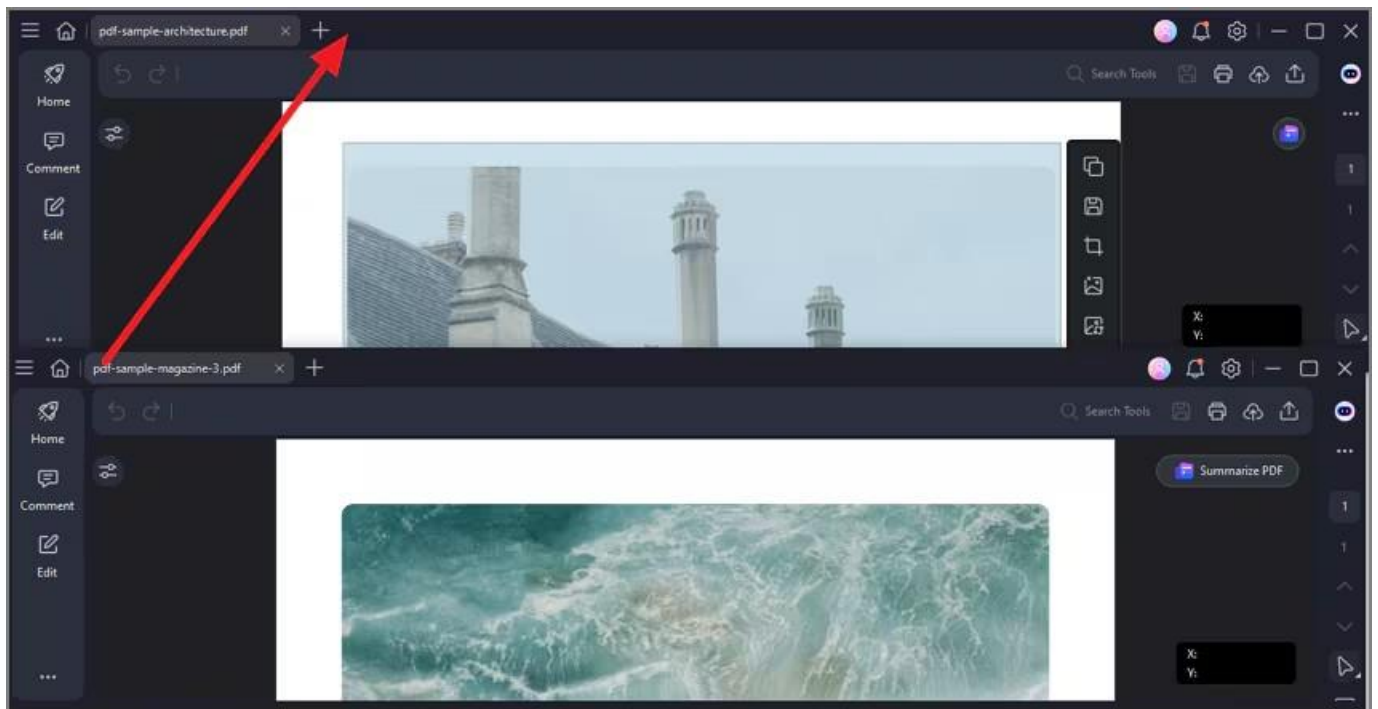 pdf-sample-architecture.pdf
Search Tools
Home
Comment
1
Edit
1
X:
Y:
pdf-sample-magazine-3.pdf
Search Tools
Home
Summarize PDF
Comment
1
Edit
1
X:
Y: